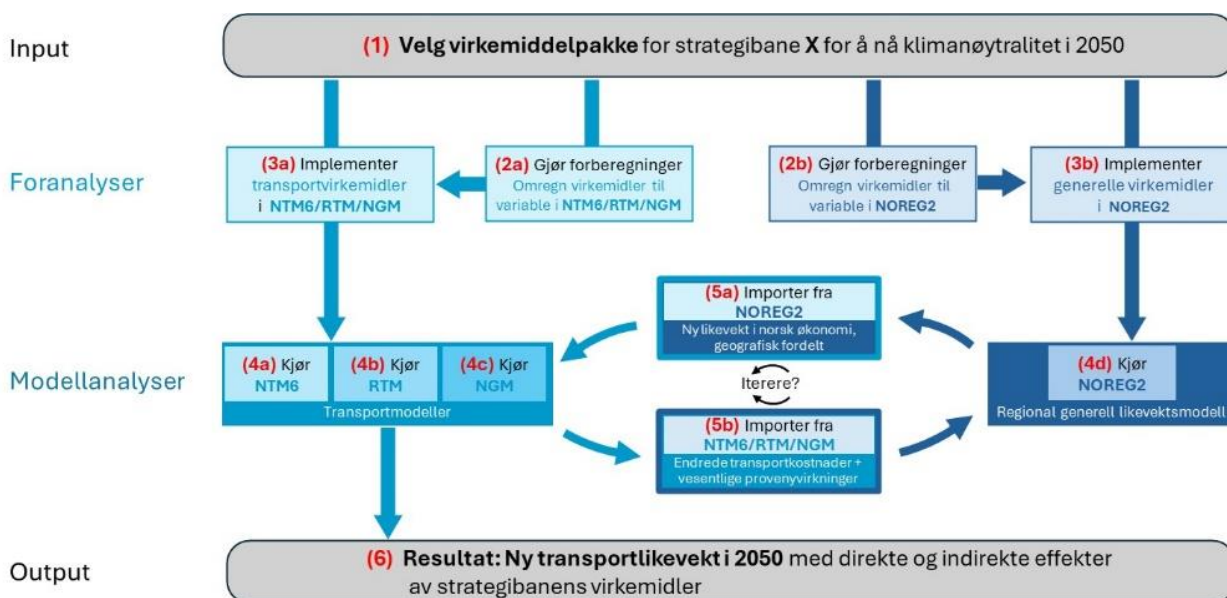 Input
(1) Velg virkemiddelpakke for strategibane X for å nå klimanøytralitet i 2050
Foranalyser
(3a) Implementer
transportvirkemidler
i NTM6/RTM/NGM
(2a) Gjør forberegninger
Omregn virkemidler til
variable i NTM6/RTM/NGM
(2b) Gjør forberegninger
Omregn virkemidler til
variable i NOREG2
(3b) Implementer
generelle virkemidler
i NOREG2
Modellanalyser
(4a) Kjør
NTM6
(4b) Kjør
RTM
(4c) Kjør
NGM
Transportmodeller
(5a) Importer fra
NOREG2
Ny likevekt i norsk økonomi,
geografisk fordelt
Iterere?
(5b) Importer fra
NTM6/RTM/NGM
Endrede transportkostnader +
vesentlige provenyvirkninger
(4d) Kjør
NOREG2
Regional generell likevektsmodell
Output
(6) Resultat: Ny transportlikevekt i 2050 med direkte og indirekte effekter
av strategibanens virkemidler